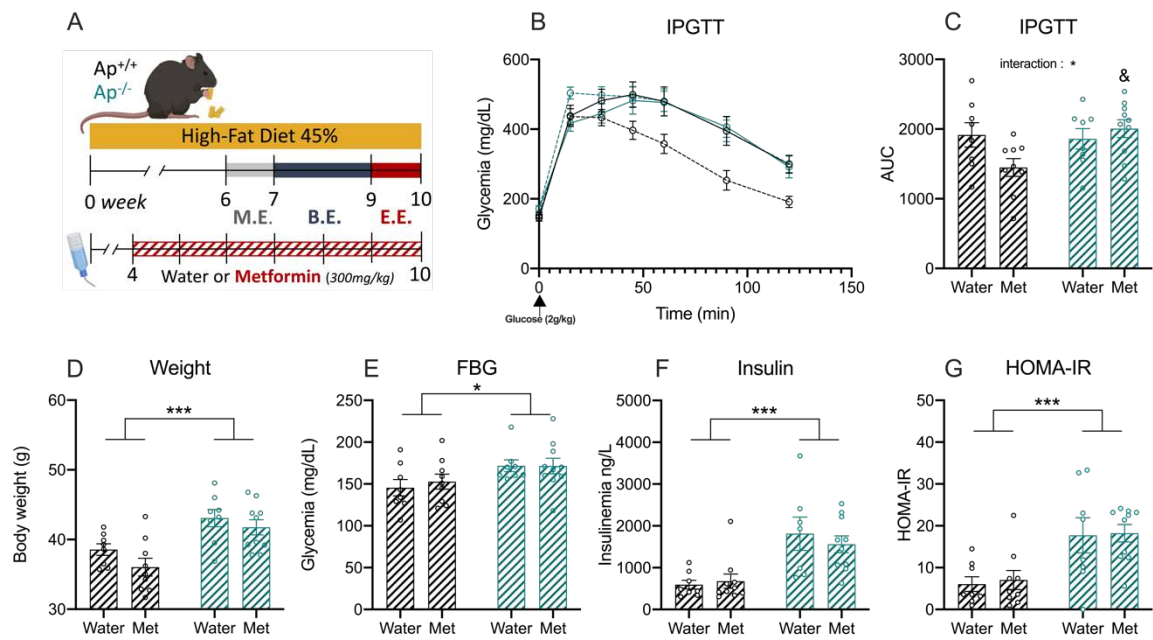 A
Ap+/+
Ap-/-
High-Fat Diet 45%
0 week 6 7 9 10
M.E. B.E. E.E.
4 10
Water or Metformin (300mg/kg)
B IPGTT
Glycemia (mg/dL)
600
400
200
0
0 50 100 150
Glucose (2g/kg)
Time (min)
C IPGTT
interaction : *
&
AUC
3000
2000
1000
0
Water Met Water Met
D Weight
***
Body weight (g)
60
50
40
30
Water Met Water Met
E FBG
*
Glycemia (mg/dL)
250
200
150
100
50
0
Water Met Water Met
F Insulin
***
Insulinemia ng/L
5000
4000
3000
2000
1000
0
Water Met Water Met
G HOMA-IR
***
HOMA-IR
50
40
30
20
10
0
Water Met Water Met